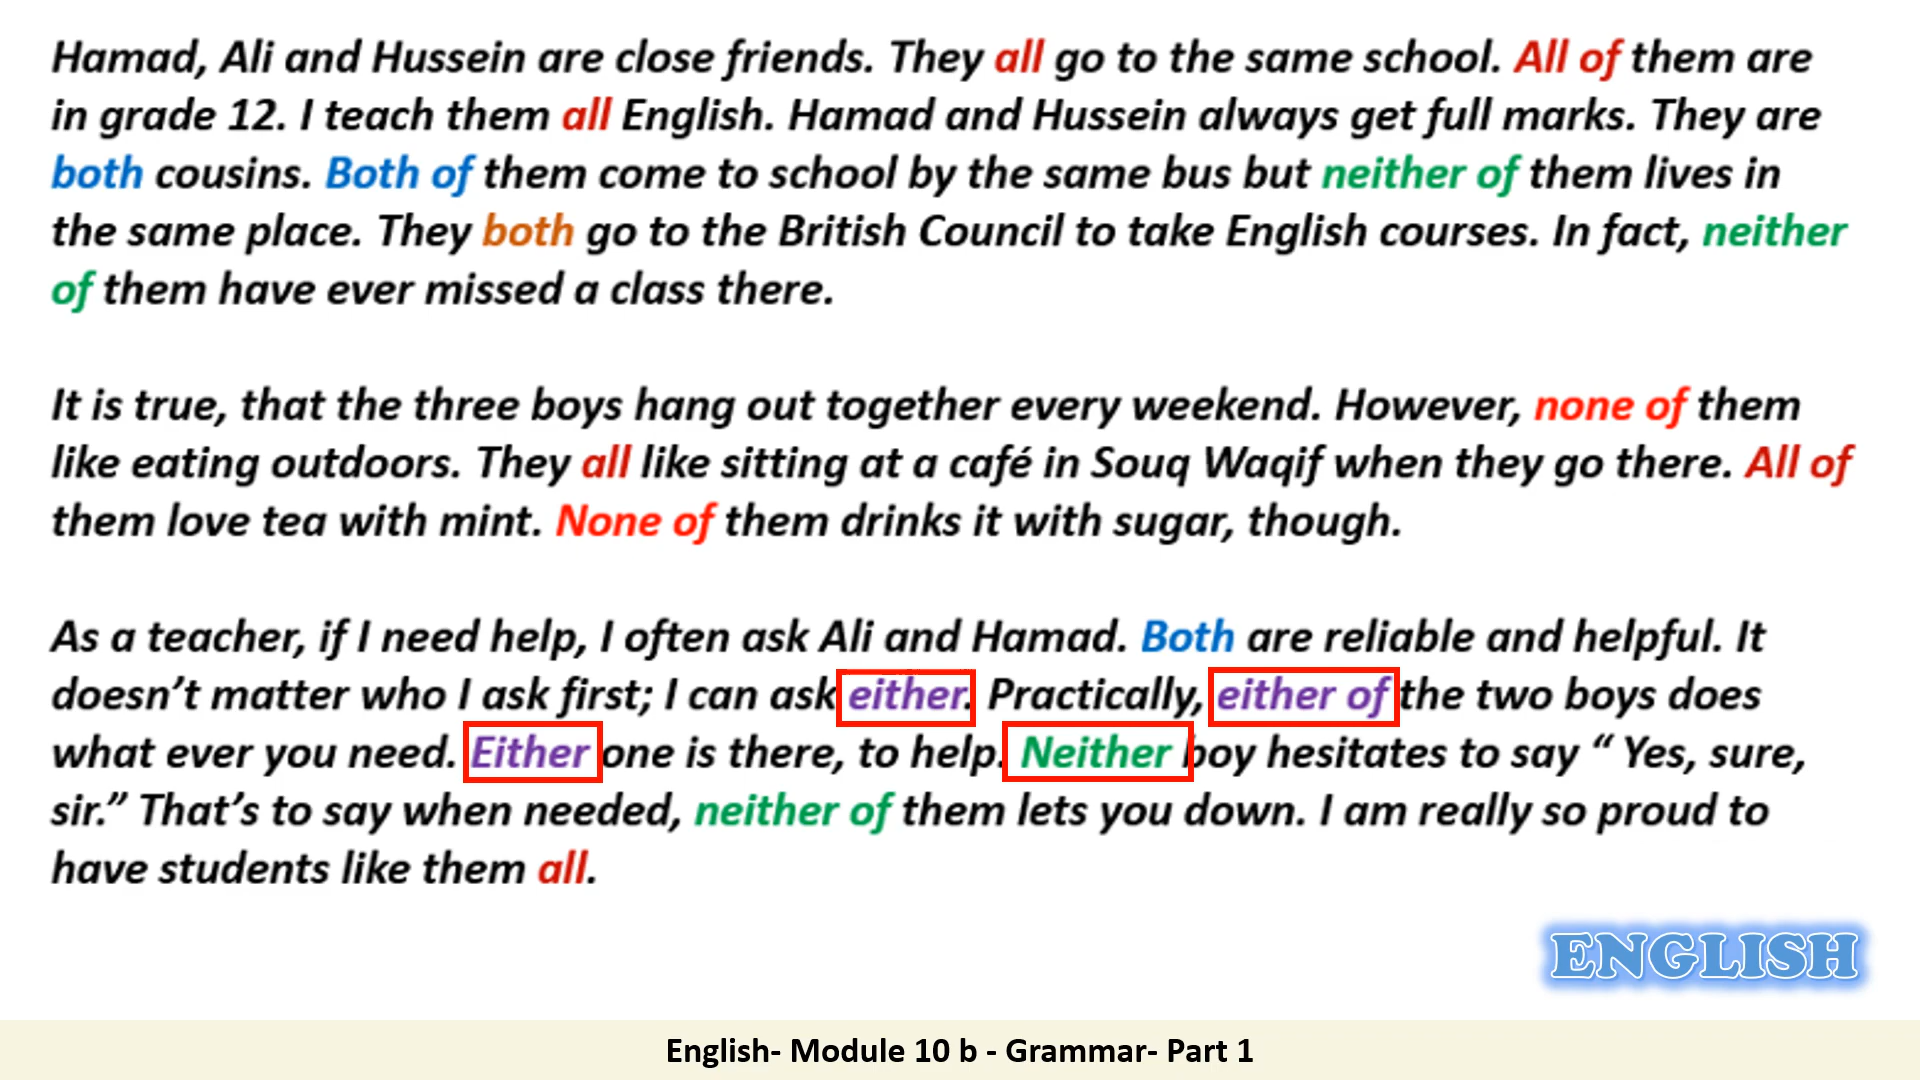 Hamad, Ali and Hussein are close friends. They all go to the same school. All of them are
in grade 12. I teach them all English. Hamad and Hussein always get full marks. They are
both cousins. Both of them come to school by the same bus but neither of them lives in
the same place. They both go to the British Council to take English courses. In fact, neither
of them have ever missed a class there.
It is true, that the three boys hang out together every weekend. However, none of them
like eating outdoors. They all like sitting at a café in Souq Waqif when they go there. All of
them love tea with mint. None of them drinks it with sugar, though.
As a teacher, if I need help, I often ask Ali and Hamad. Both are reliable and helpful. It
doesn’t matter who I ask first; I can ask either. Practically, either of the two boys does
what ever you need. Either one is there, to help. Neither boy hesitates to say “ Yes, sure,
sir.” That’s to say when needed, neither of them lets you down. I am really so proud to
have students like them all.
ENGLISH
English- Module 10 b - Grammar- Part 1